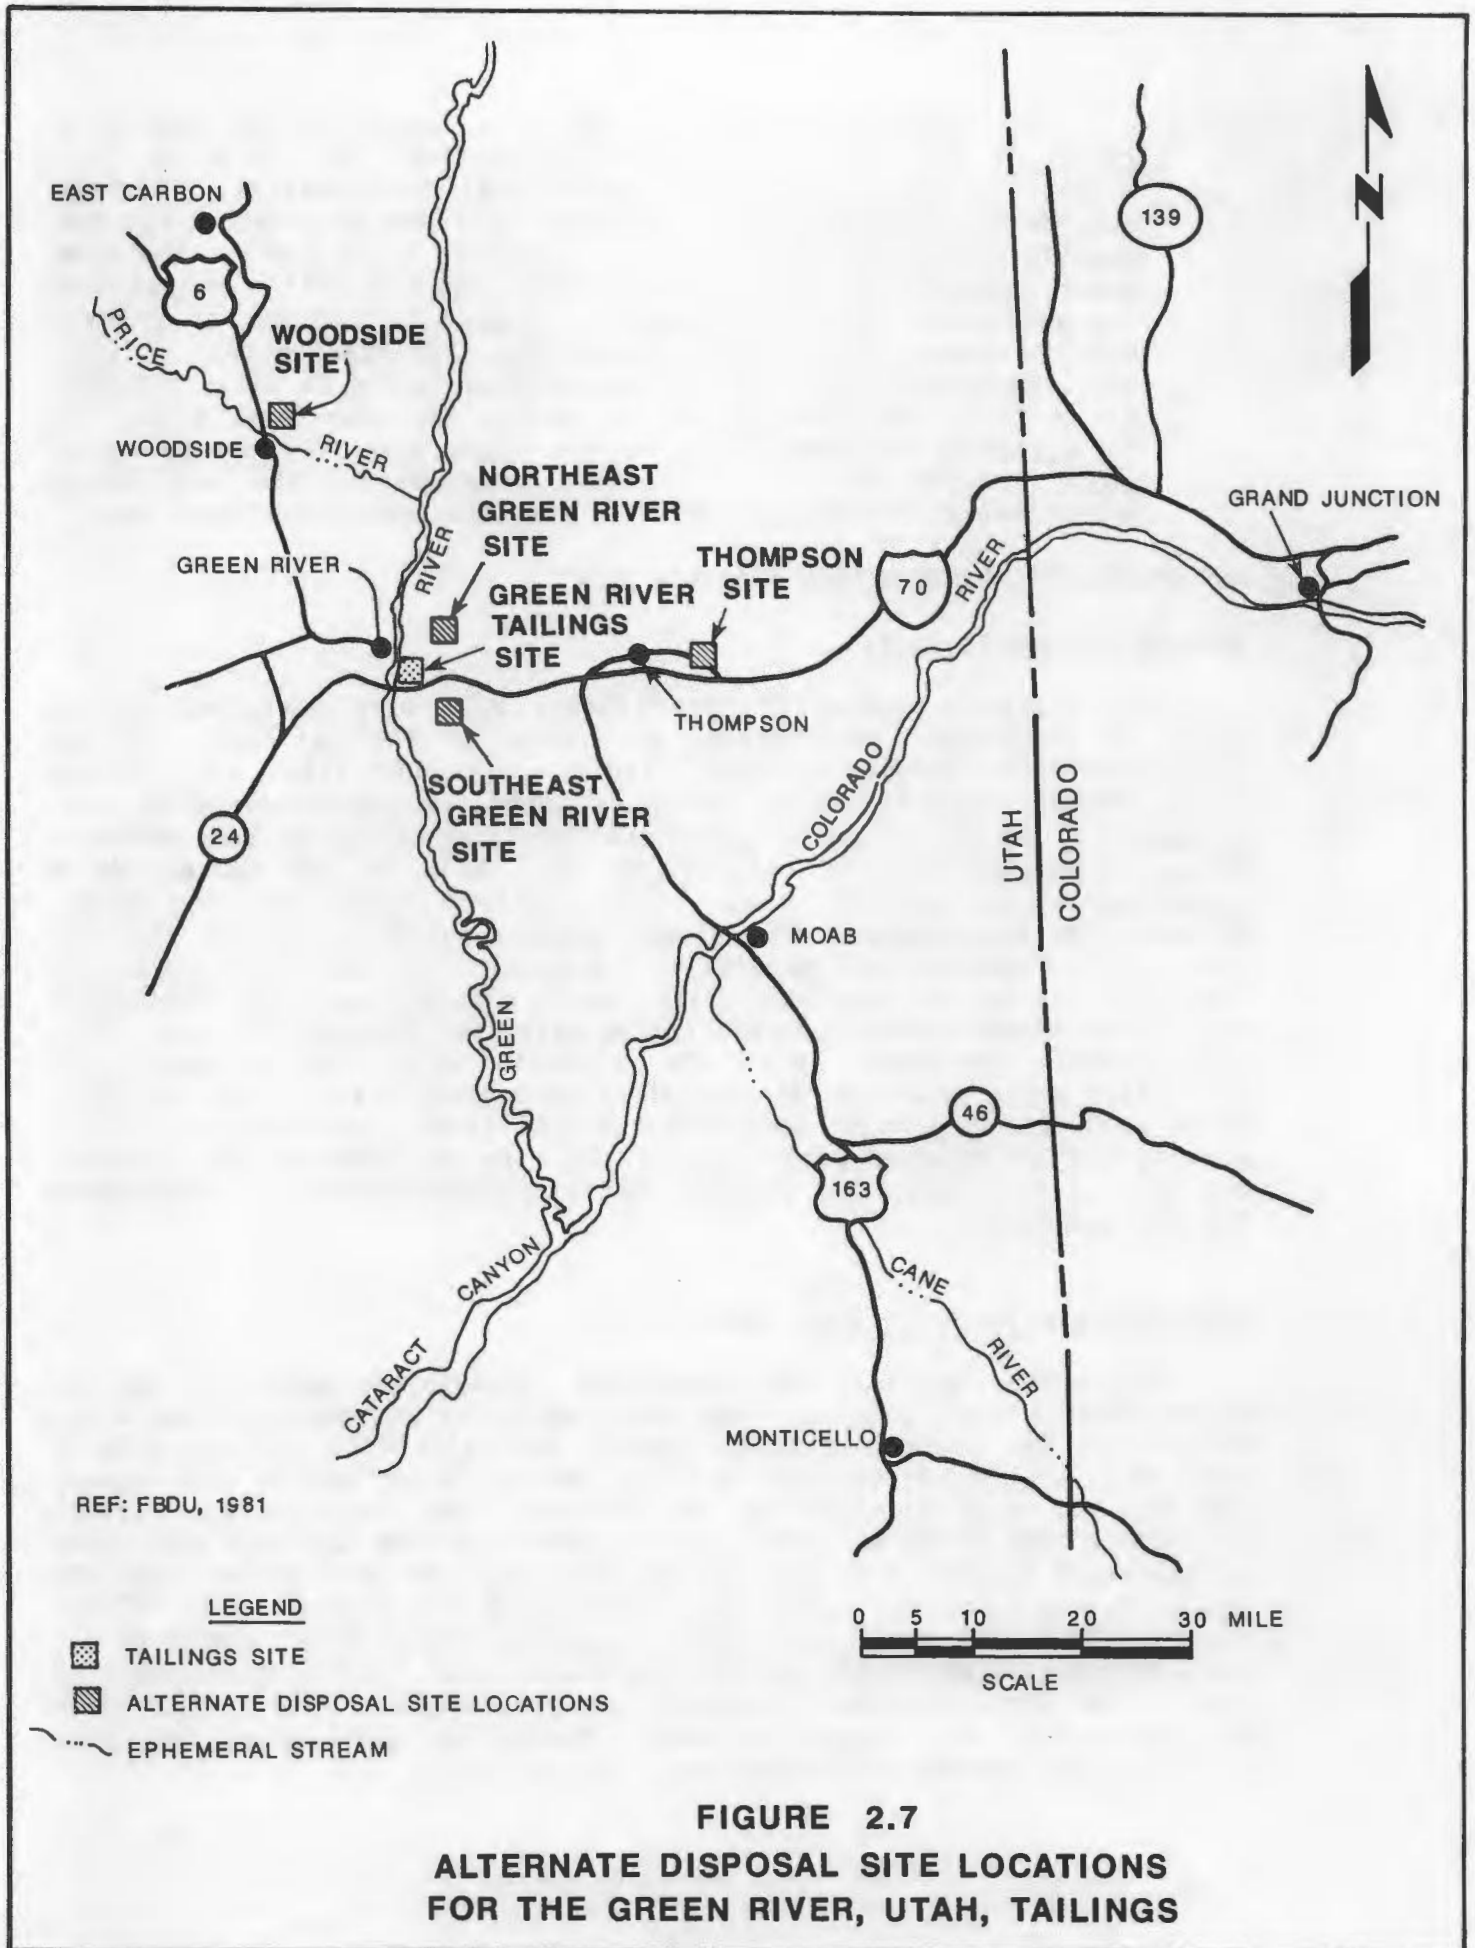 EAST CARBON
6
139
PRICE
RIVER
WOODSIDE
SITE
WOODSIDE
NORTHEAST
GREEN RIVER
SITE
GRAND JUNCTION
GREEN RIVER
RIVER
THOMPSON
SITE
70
RIVER
GREEN RIVER
TAILINGS
SITE
THOMPSON
SOUTHEAST
GREEN RIVER
SITE
COLORADO
UTAH
COLORADO
24
MOAB
GREEN
46
163
CANYON
CATARACT
CANE
RIVER
MONTICELLO
N
REF: FBDU, 1981
LEGEND
TAILINGS SITE
ALTERNATE DISPOSAL SITE LOCATIONS
EPHEMERAL STREAM
0 5 10 20 30 MILE
SCALE
FIGURE 2.7
ALTERNATE DISPOSAL SITE LOCATIONS
FOR THE GREEN RIVER, UTAH, TAILINGS